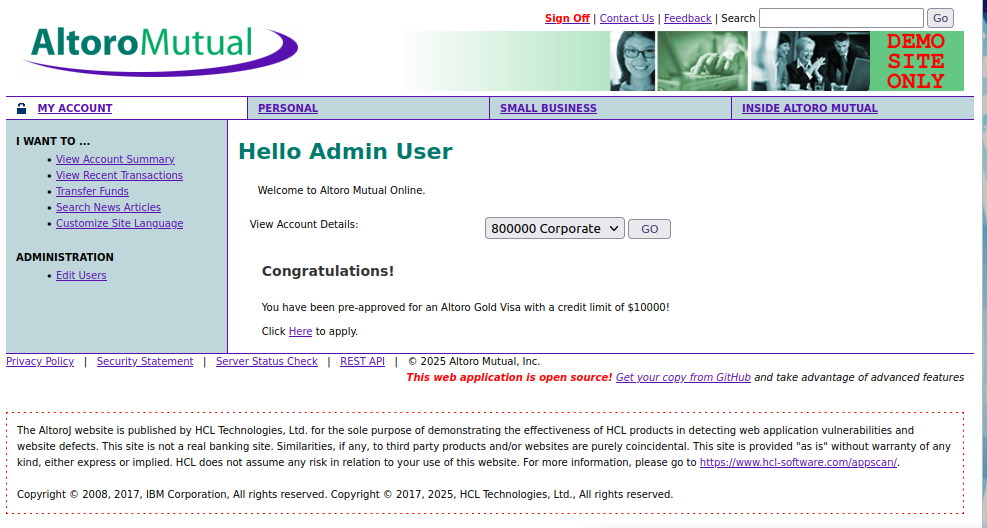 Sign Off | Contact Us | Feedback | Search Go
AltoroMutual
DEMO
SITE
ONLY
MY ACCOUNT PERSONAL SMALL BUSINESS INSIDE ALTORO MUTUAL
I WANT TO ...
• View Account Summary
• View Recent Transactions
• Transfer Funds
• Search News Articles
• Customize Site Language
ADMINISTRATION
• Edit Users
Hello Admin User
Welcome to Altoro Mutual Online.
View Account Details: 800000 Corporate GO
Congratulations!
You have been pre-approved for an Altoro Gold Visa with a credit limit of $10000!
Click Here to apply.
Privacy Policy | Security Statement | Server Status Check | REST API | © 2025 Altoro Mutual, Inc.
This web application is open source! Get your copy from GitHub and take advantage of advanced features
The AltoroJ website is published by HCL Technologies, Ltd. for the sole purpose of demonstrating the effectiveness of HCL products in detecting web application vulnerabilities and
website defects. This site is not a real banking site. Similarities, if any, to third party products and/or websites are purely coincidental. This site is provided "as is" without warranty of any
kind, either express or implied. HCL does not assume any risk in relation to your use of this website. For more information, please go to https://www.hcl-software.com/appscan/.
Copyright © 2008, 2017, IBM Corporation, All rights reserved. Copyright © 2017, 2025, HCL Technologies, Ltd., All rights reserved.